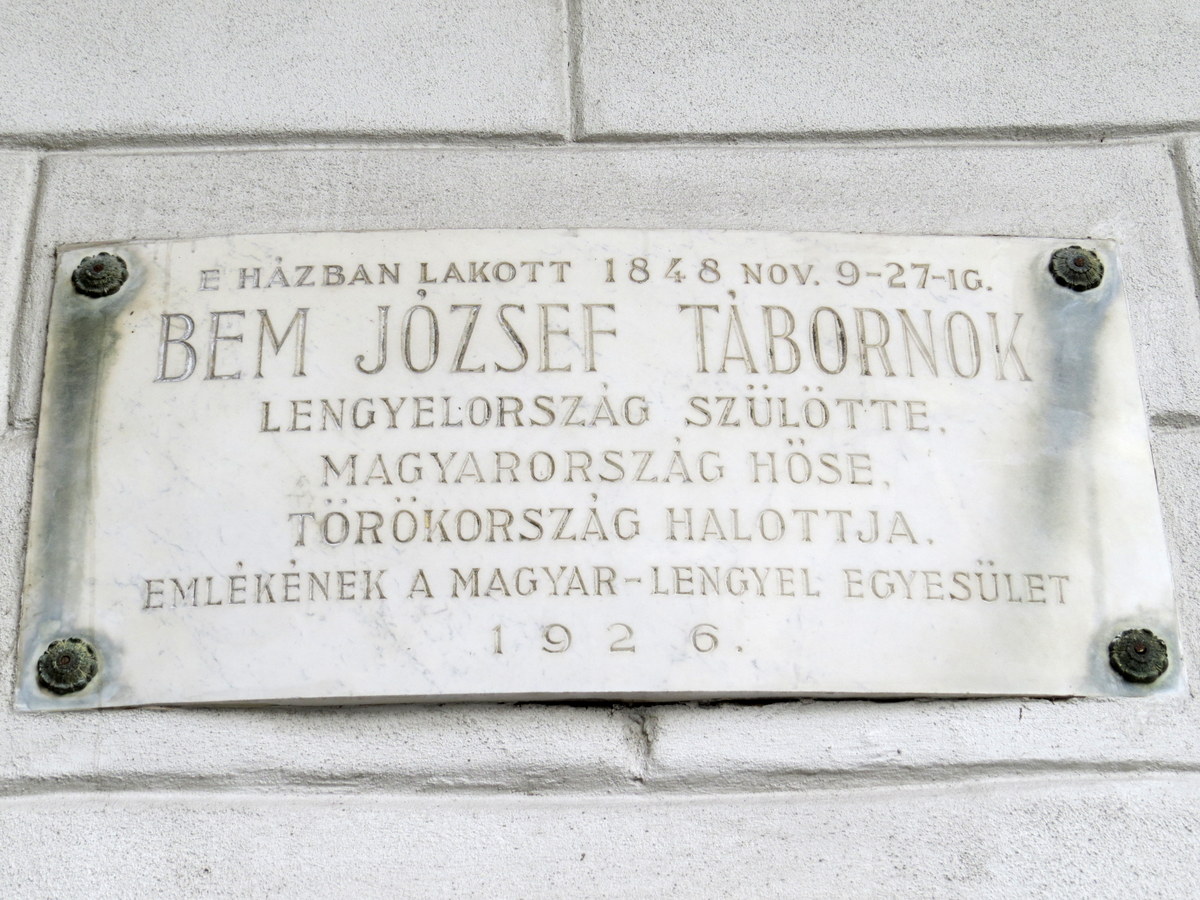 E HÁZBAN LAKOTT 1848 NOV. 9-27-IG.
BEM JÓZSEF TÁBORNOK
LENGYELORSZÁG SZÜLÖTTE,
MAGYARORSZÁG HŐSE,
TÖRÖKORSZÁG HALOTTJA.
EMLÉKÉNEK A MAGYAR-LENGYEL EGYESÜLET
1926.